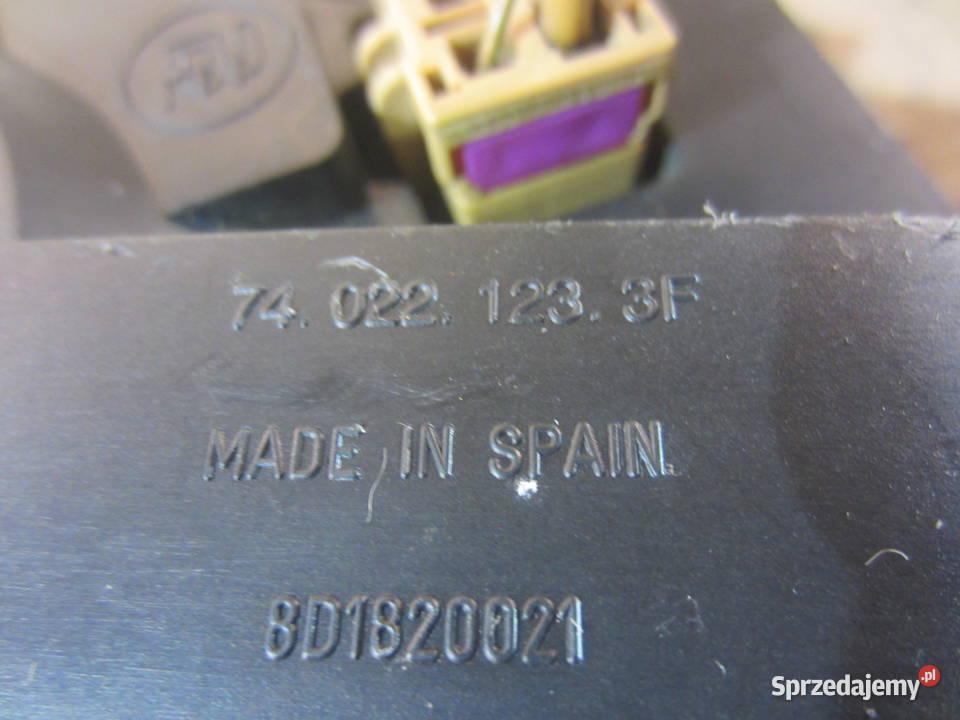 74. 022. 123. 3F
MADE IN SPAIN.
8D1820021
Sprzedajemy.pl